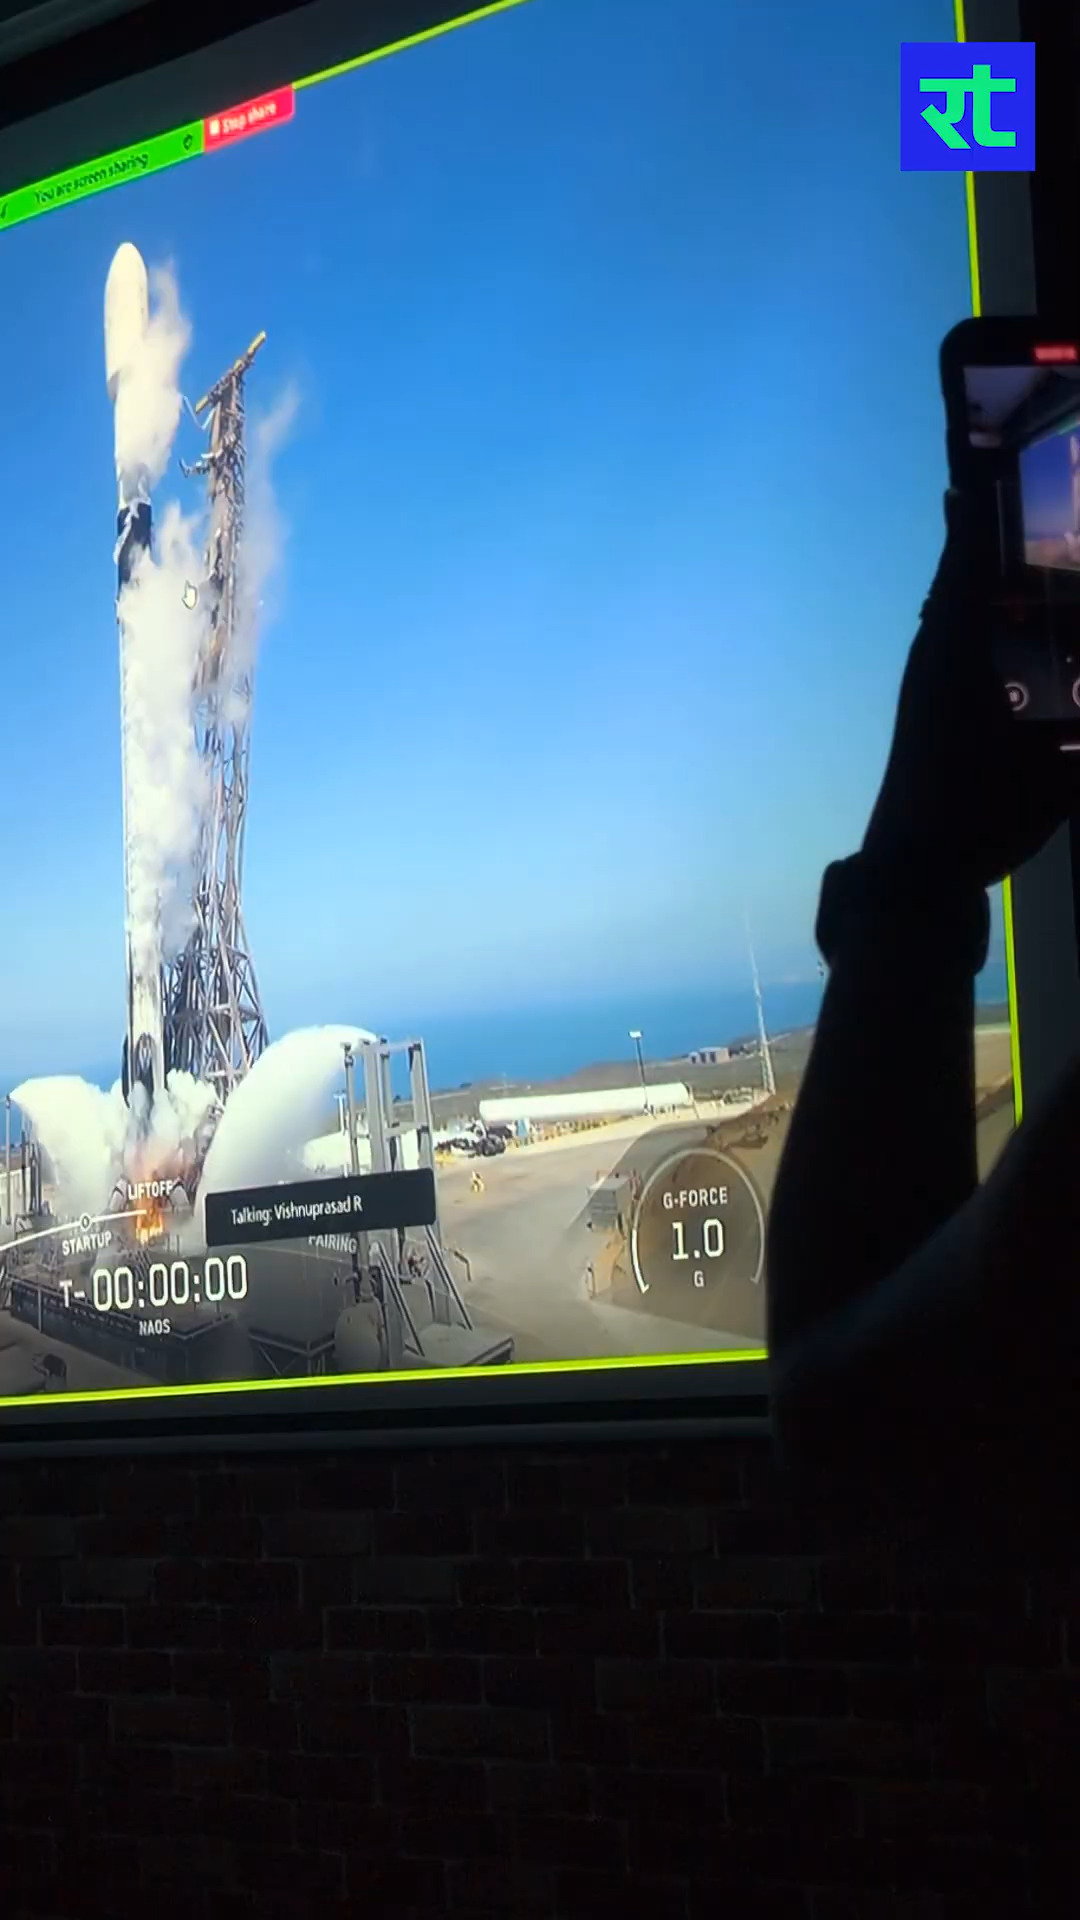 रt
Stop share
You are screen sharing
LIFTOFF
Talking: Vishnuprasad R
STARTUP
FAIRING
T-00:00:00
NAOS
G-FORCE
1.0
G